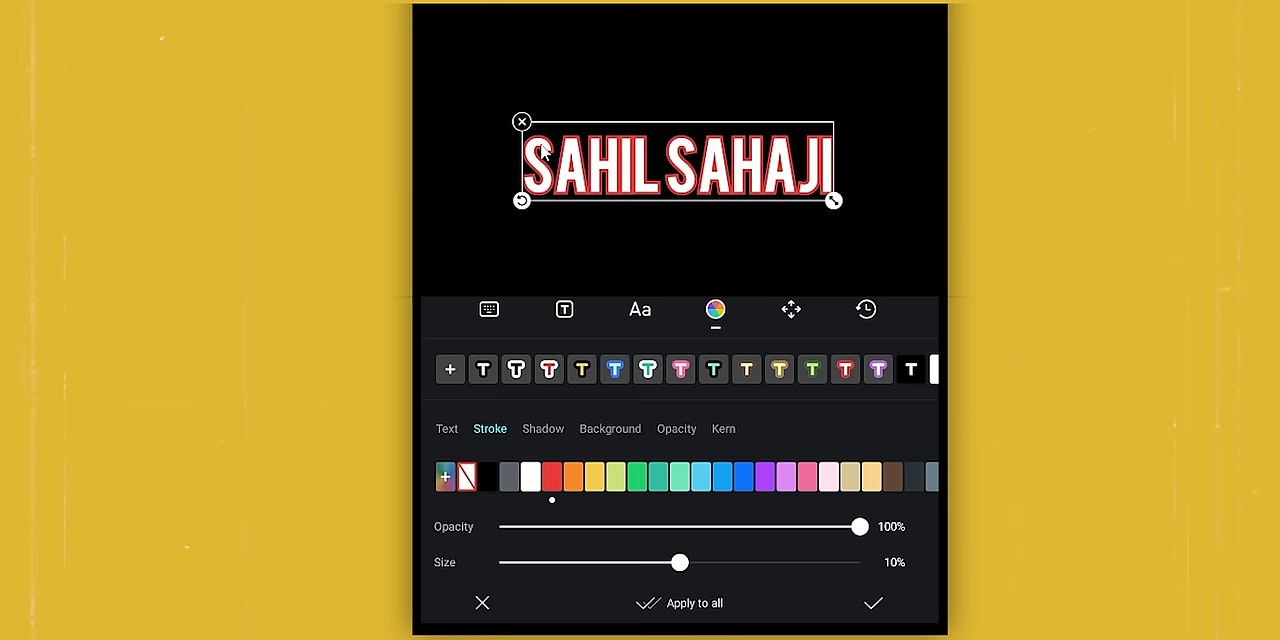 SAHIL SAHAJI
Aa
T T T T T T T T T T T T T T
Text Stroke Shadow Background Opacity Kern
Opacity 100%
Size 10%
Apply to all